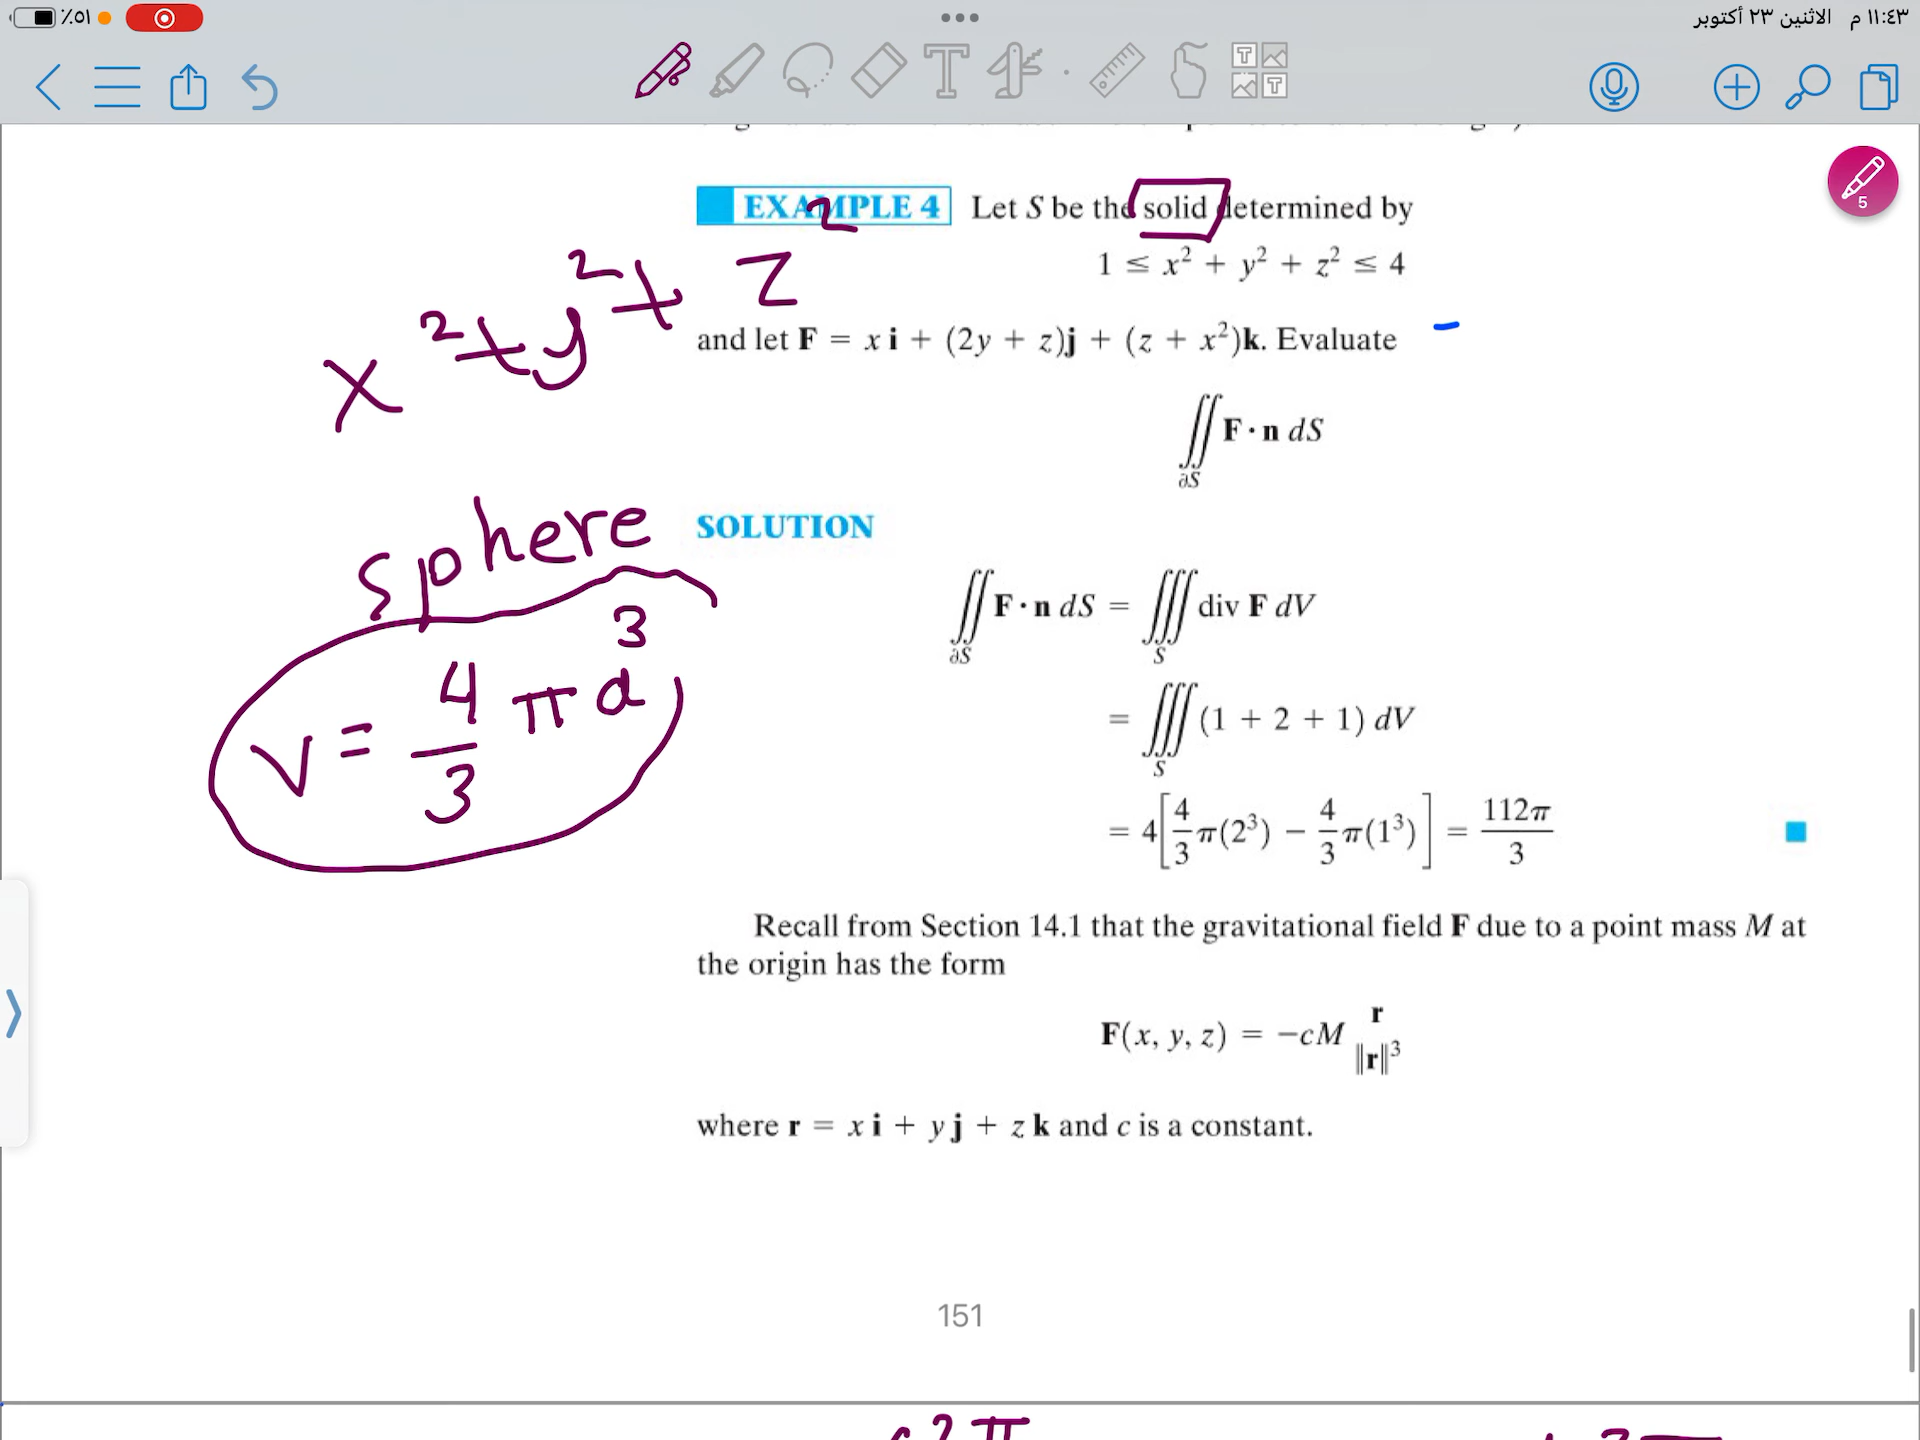 ٪٥١
١١:٤٣ م الاثنين ٢٣ أكتوبر
5
EXAMPLE 4 Let S be the solid determined by
1 ≤ x² + y² + z² ≤ 4
x² + y² + z²
and let F = x i + (2y + z)j + (z + x²)k. Evaluate
∬∂S F · n dS
sphere
SOLUTION
∬∂S F · n dS = ∭S div F dV
V = 4/3 π a³
= ∭S (1 + 2 + 1) dV
= 4[4/3 π(2³) − 4/3 π(1³)] = 112π/3
Recall from Section 14.1 that the gravitational field F due to a point mass M at
the origin has the form
F(x, y, z) = −cM r/‖r‖³
where r = x i + y j + z k and c is a constant.
151